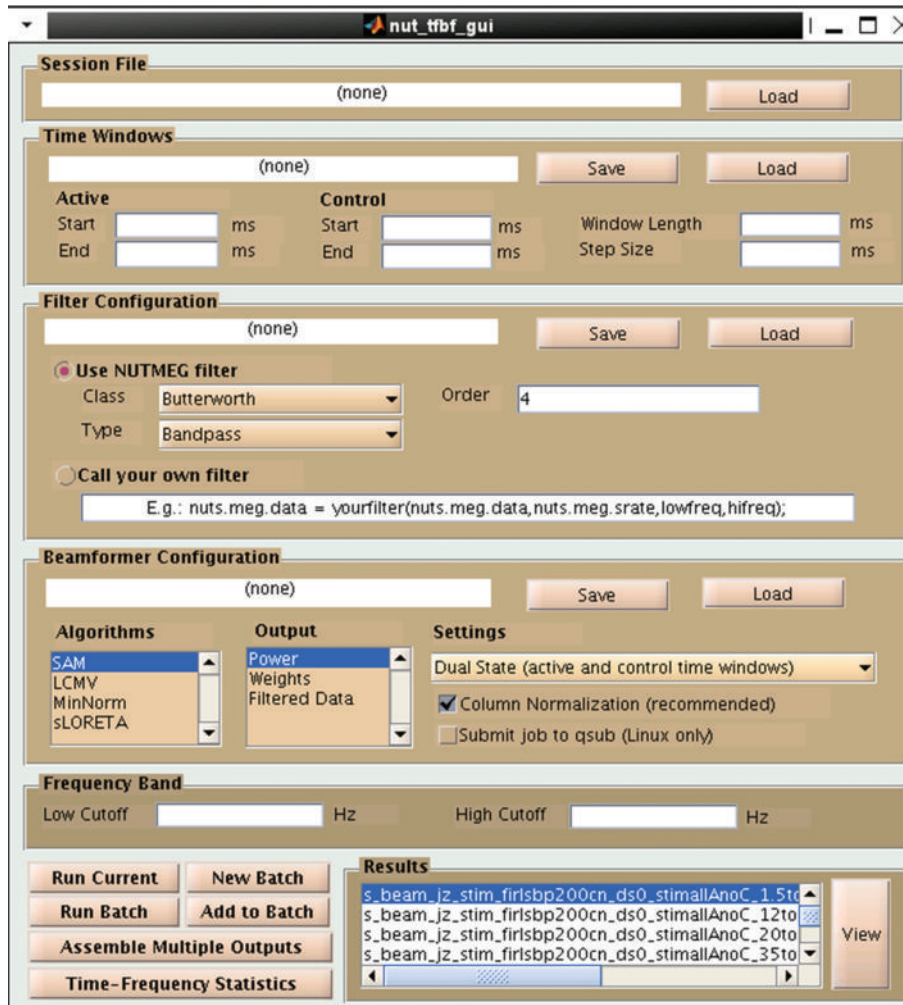 nut_tfbf_gui
Session File
(none) Load
Time Windows
(none) Save Load
Active Control
Start ms Start ms Window Length ms
End ms End ms Step Size ms
Filter Configuration
(none) Save Load
Use NUTMEG filter
Class Butterworth Order 4
Type Bandpass
Call your own filter
E.g.: nuts.meg.data = yourfilter(nuts.meg.data,nuts.meg.srate,lowfreq,hifreq);
Beamformer Configuration
(none) Save Load
Algorithms Output Settings
SAM Power Dual State (active and control time windows)
LCMV Weights Column Normalization (recommended)
MinNorm Filtered Data
sLORETA Submit job to qsub (Linux only)
Frequency Band
Low Cutoff Hz High Cutoff Hz
Run Current New Batch Results
Run Batch Add to Batch
Assemble Multiple Outputs
Time-Frequency Statistics
s_beam_jz_stim_firlsbp200cn_ds0_stimallAnoC_1.5to
s_beam_jz_stim_firlsbp200cn_ds0_stimallAnoC_12to
s_beam_jz_stim_firlsbp200cn_ds0_stimallAnoC_20to
s_beam_jz_stim_firlsbp200cn_ds0_stimallAnoC_35to
View